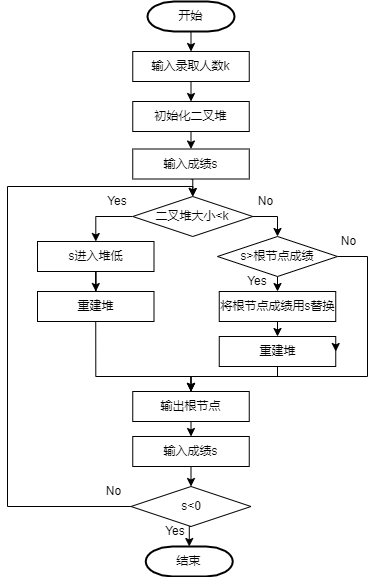 开始
输入录取人数k
初始化二叉堆
输入成绩s
Yes
二叉堆大小<k
No
s进入堆低
s>根节点成绩
No
Yes
重建堆
将根节点成绩用s替换
重建堆
输出根节点
输入成绩s
No
s<0
Yes
结束